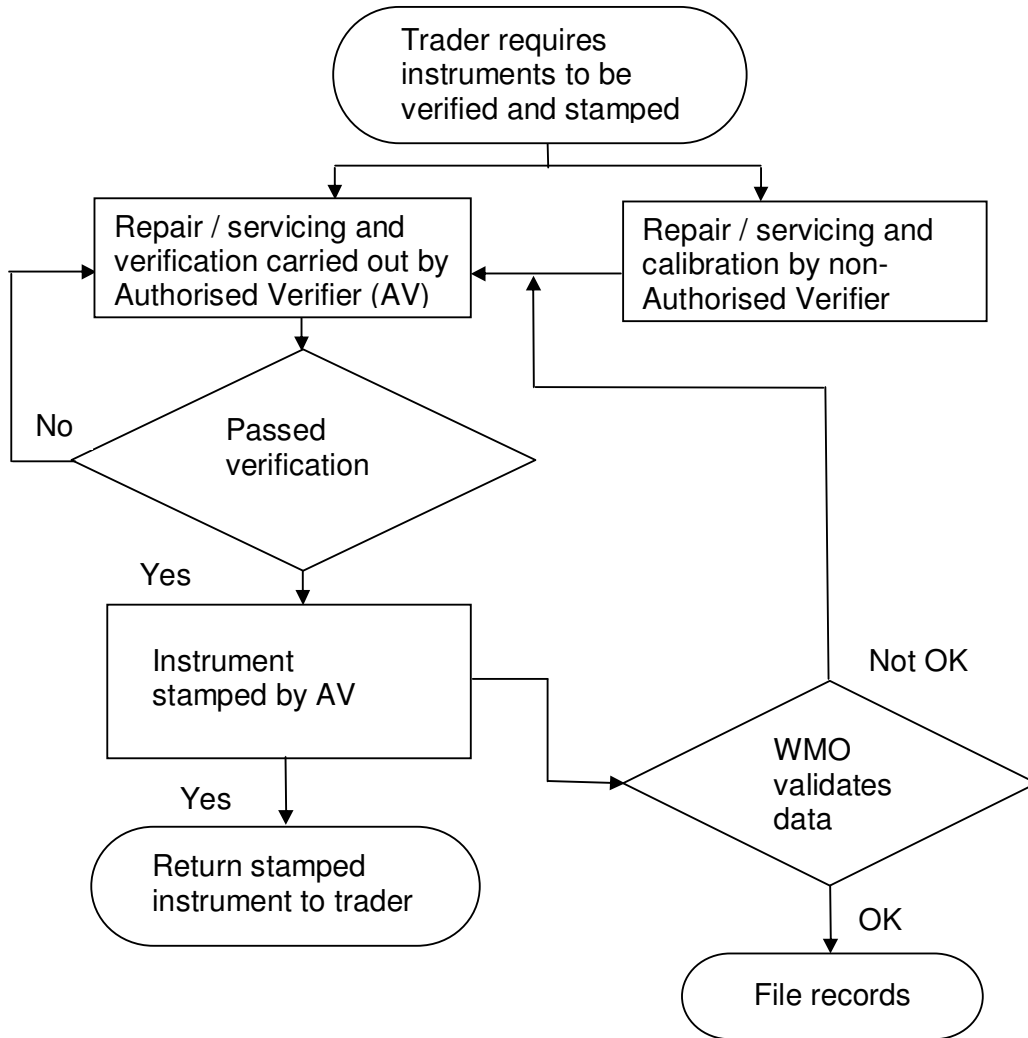 Trader requires
instruments to be
verified and stamped
Repair / servicing and
verification carried out by
Authorised Verifier (AV)
Repair / servicing and
calibration by non-
Authorised Verifier
No
Passed
verification
Yes
Instrument
stamped by AV
Not OK
WMO
validates
data
Yes
Return stamped
instrument to trader
OK
File records